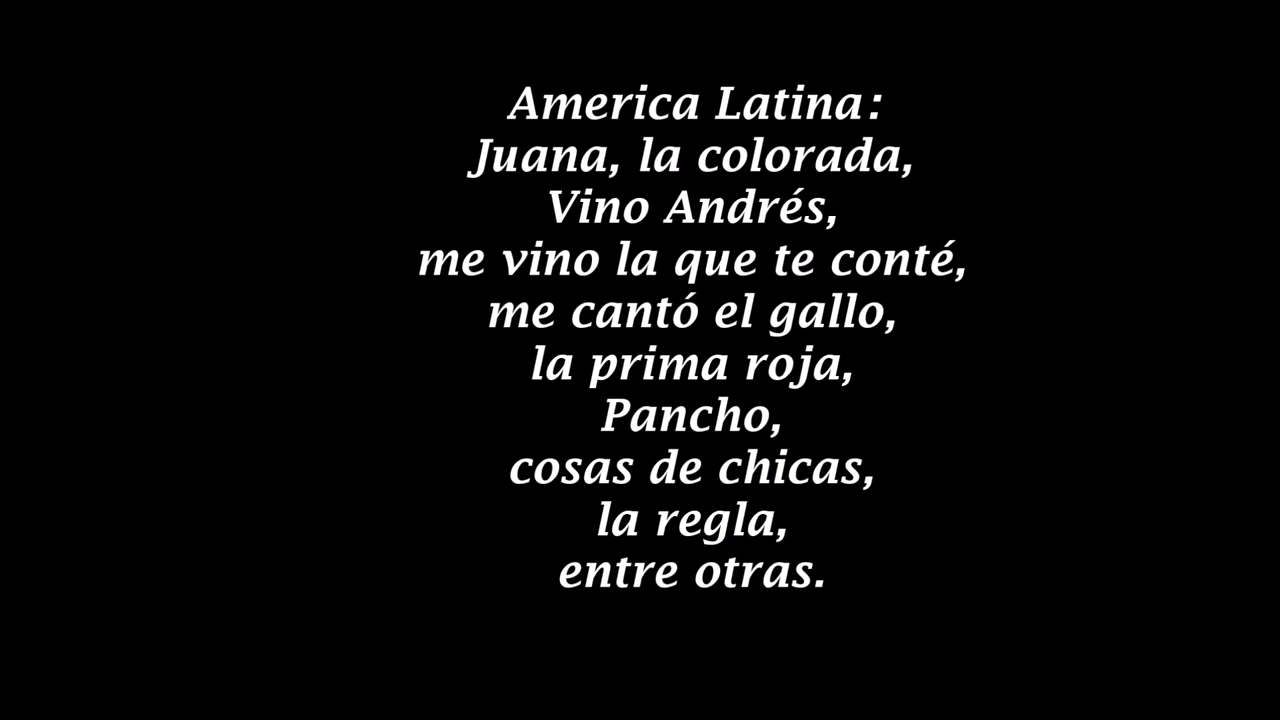 America Latina:
Juana, la colorada,
Vino Andrés,
me vino la que te conté,
me cantó el gallo,
la prima roja,
Pancho,
cosas de chicas,
la regla,
entre otras.